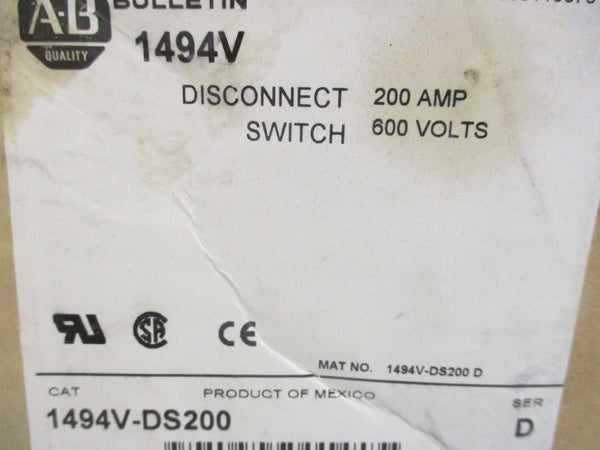 A-B
QUALITY
BULLETIN
1494V
DISCONNECT 200 AMP
SWITCH 600 VOLTS
CE
MAT NO. 1494V-DS200 D
CAT PRODUCT OF MEXICO SER
1494V-DS200 D